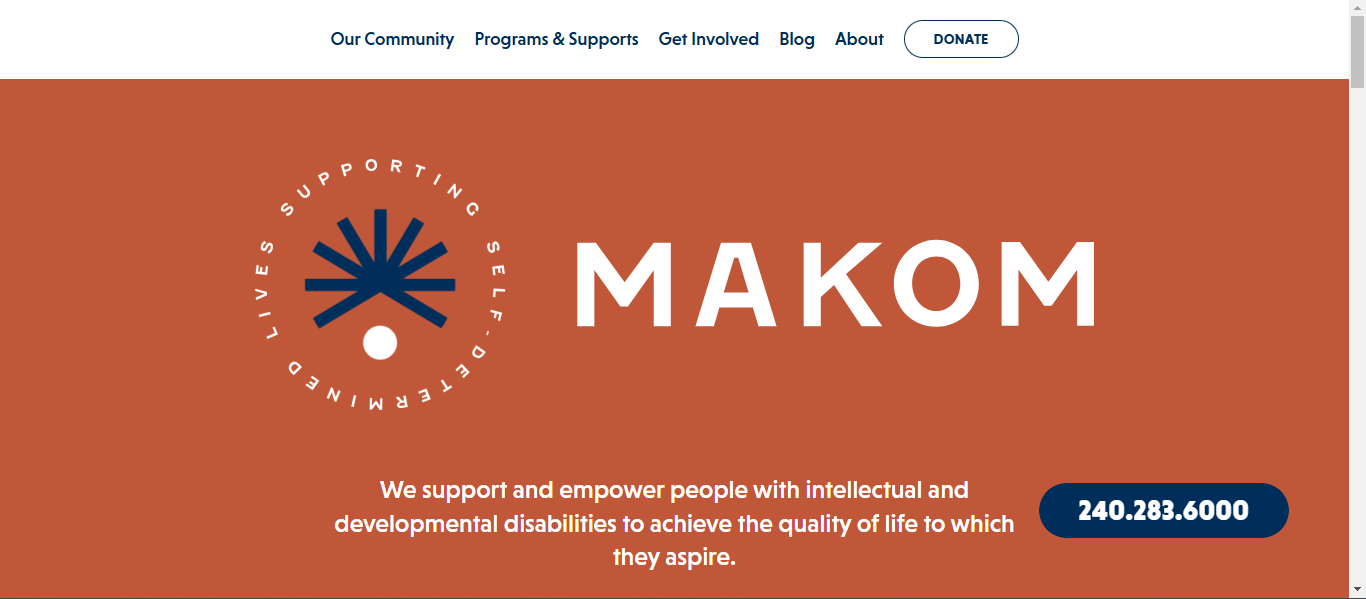 Our Community Programs & Supports Get Involved Blog About DONATE
SUPPORTING SELF-DETERMINED LIVES
MAKOM
We support and empower people with intellectual and
developmental disabilities to achieve the quality of life to which
they aspire.
240.283.6000